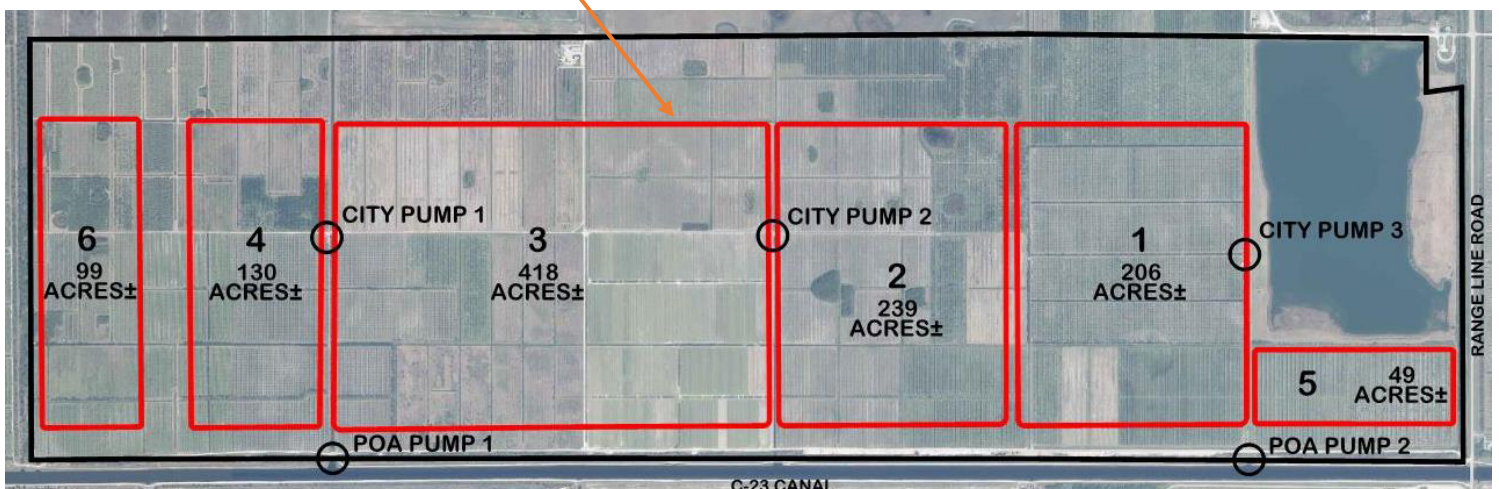 CITY PUMP 1
CITY PUMP 2
CITY PUMP 3
6
99
ACRES±
4
130
ACRES±
3
418
ACRES±
2
239
ACRES±
1
206
ACRES±
5
49
ACRES±
RANGE LINE ROAD
POA PUMP 1
POA PUMP 2
C-23 CANAL